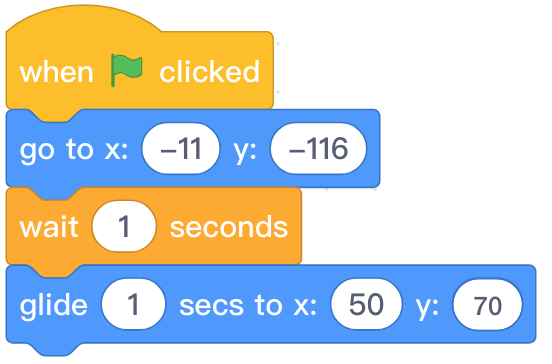 when clicked
go to x: -11 y: -116
wait 1 seconds
glide 1 secs to x: 50 y: 70